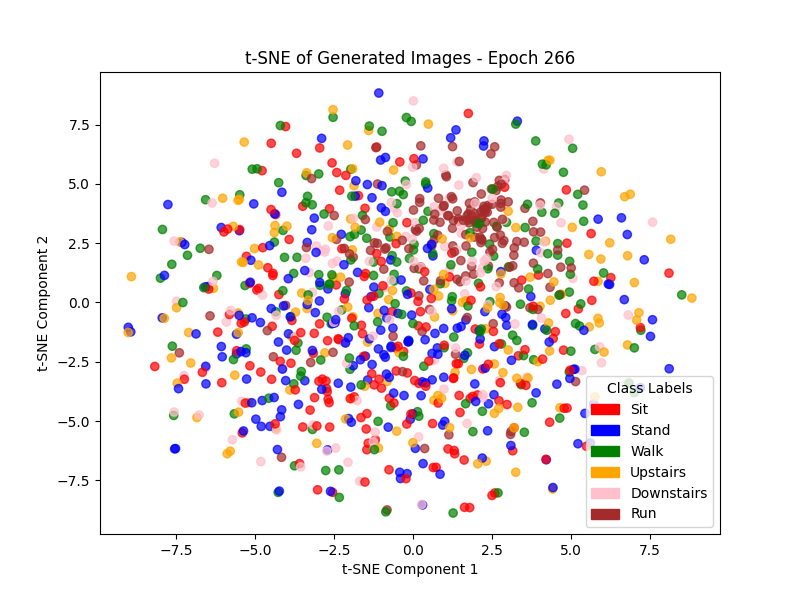 t-SNE of Generated Images - Epoch 266
t-SNE Component 2
7.5
5.0
2.5
0.0
−2.5
−5.0
−7.5
Class Labels
Sit
Stand
Walk
Upstairs
Downstairs
Run
−7.5 −5.0 −2.5 0.0 2.5 5.0 7.5
t-SNE Component 1